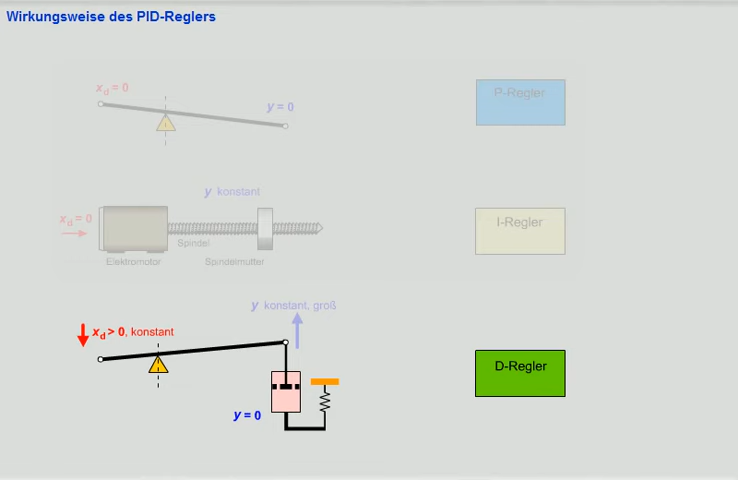 Wirkungsweise des PID-Reglers
xd = 0
y = 0
P-Regler
y konstant
xd = 0
Spindel
Elektromotor
Spindelmutter
I-Regler
y konstant, groß
xd > 0, konstant
D-Regler
y = 0